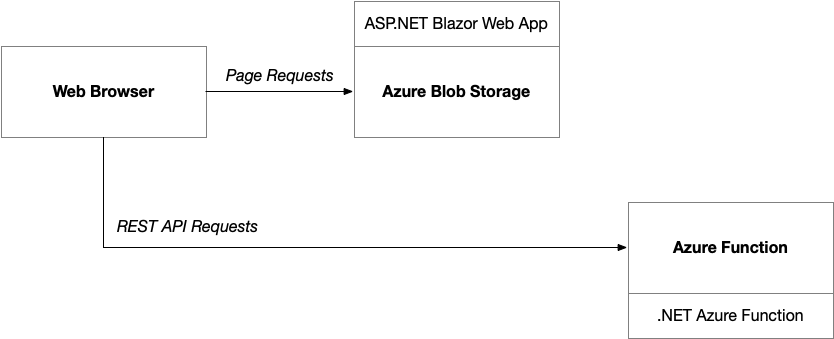 ASP.NET Blazor Web App
Web Browser
Page Requests
Azure Blob Storage
REST API Requests
Azure Function
.NET Azure Function